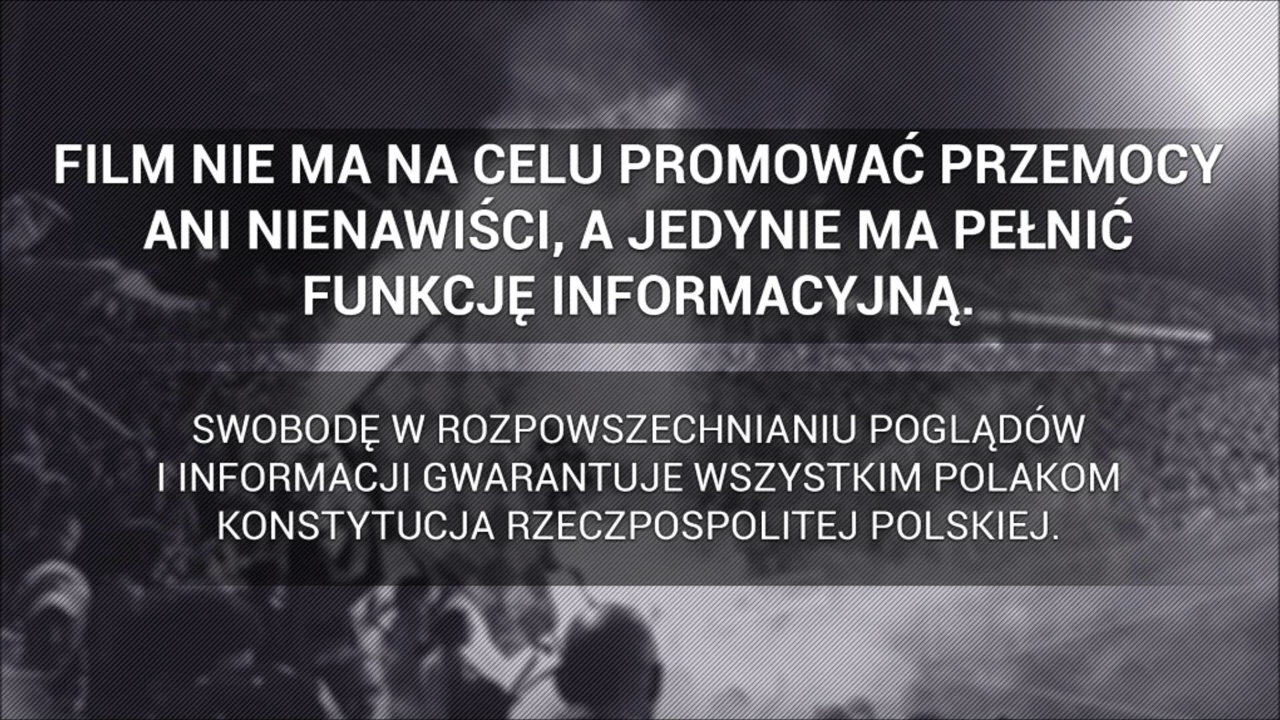 FILM NIE MA NA CELU PROMOWAĆ PRZEMOCY
ANI NIENAWIŚCI, A JEDYNIE MA PEŁNIĆ
FUNKCJĘ INFORMACYJNĄ.
SWOBODĘ W ROZPOWSZECHNIANIU POGLĄDÓW
I INFORMACJI GWARANTUJE WSZYSTKIM POLAKOM
KONSTYTUCJA RZECZPOSPOLITEJ POLSKIEJ.